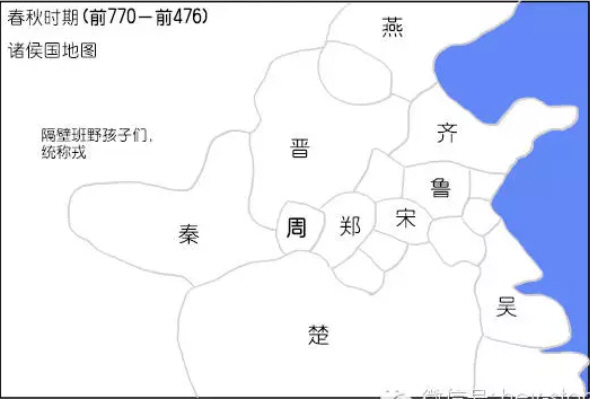 春秋时期(前770－前476)
诸侯国地图
燕
隔壁班野孩子们，
统称戎
晋
齐
鲁
秦
周
郑
宋
吴
楚
微信号: